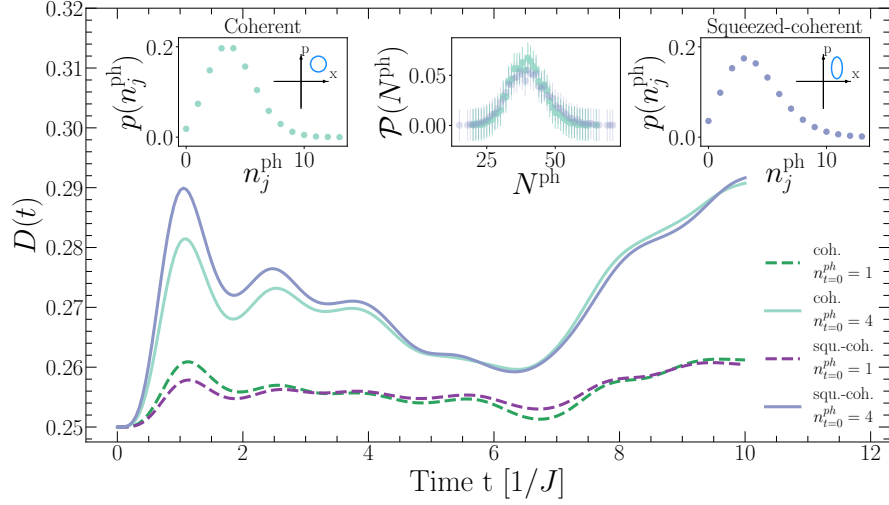 Coherent
Squeezed-coherent
0.32
0.31
0.30
0.29
0.28
0.27
0.26
0.25
D(t)
0 2 4 6 8 10 12
Time t [1/J]
p(n_j^ph)
0.2
0.0
0 10
n_j^ph
p
x
𝒫(N^ph)
0.05
0.00
25 50
N^ph
p(n_j^ph)
0.2
0.0
0 10
n_j^ph
p
x
coh.
n_{t=0}^{ph} = 1
coh.
n_{t=0}^{ph} = 4
squ.-coh.
n_{t=0}^{ph} = 1
squ.-coh.
n_{t=0}^{ph} = 4